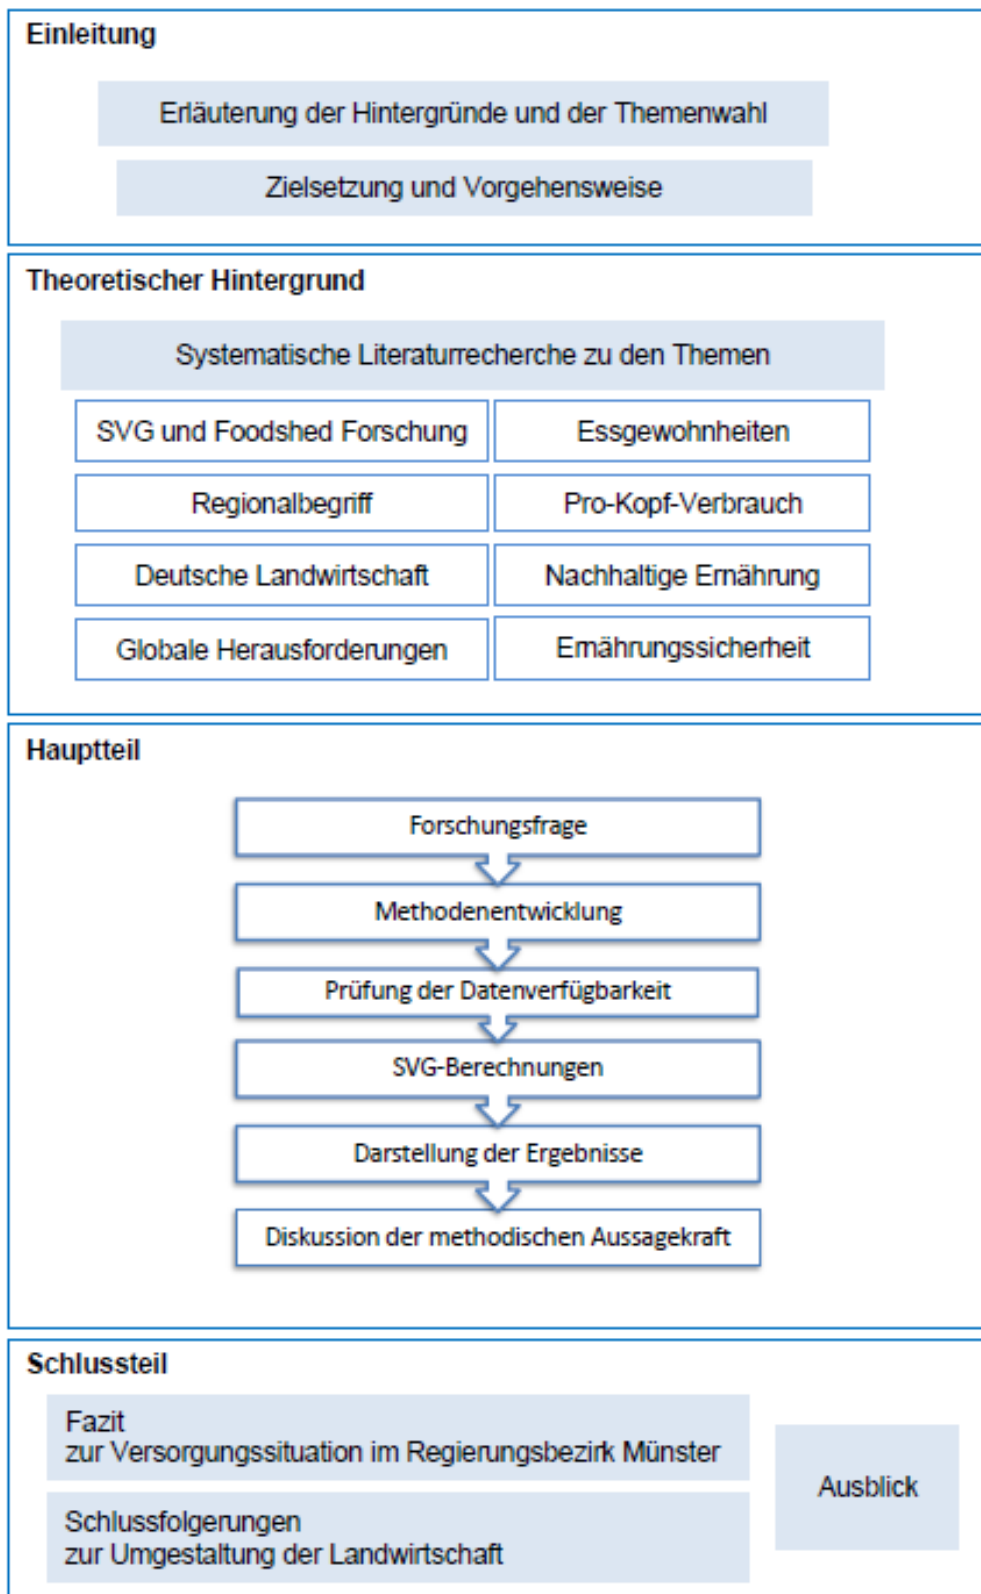 Einleitung
Erläuterung der Hintergründe und der Themenwahl
Zielsetzung und Vorgehensweise
Theoretischer Hintergrund
Systematische Literaturrecherche zu den Themen
SVG und Foodshed Forschung
Essgewohnheiten
Regionalbegriff
Pro-Kopf-Verbrauch
Deutsche Landwirtschaft
Nachhaltige Ernährung
Globale Herausforderungen
Ernährungssicherheit
Hauptteil
Forschungsfrage
Methodenentwicklung
Prüfung der Datenverfügbarkeit
SVG-Berechnungen
Darstellung der Ergebnisse
Diskussion der methodischen Aussagekraft
Schlussteil
Fazit
zur Versorgungssituation im Regierungsbezirk Münster
Schlussfolgerungen
zur Umgestaltung der Landwirtschaft
Ausblick